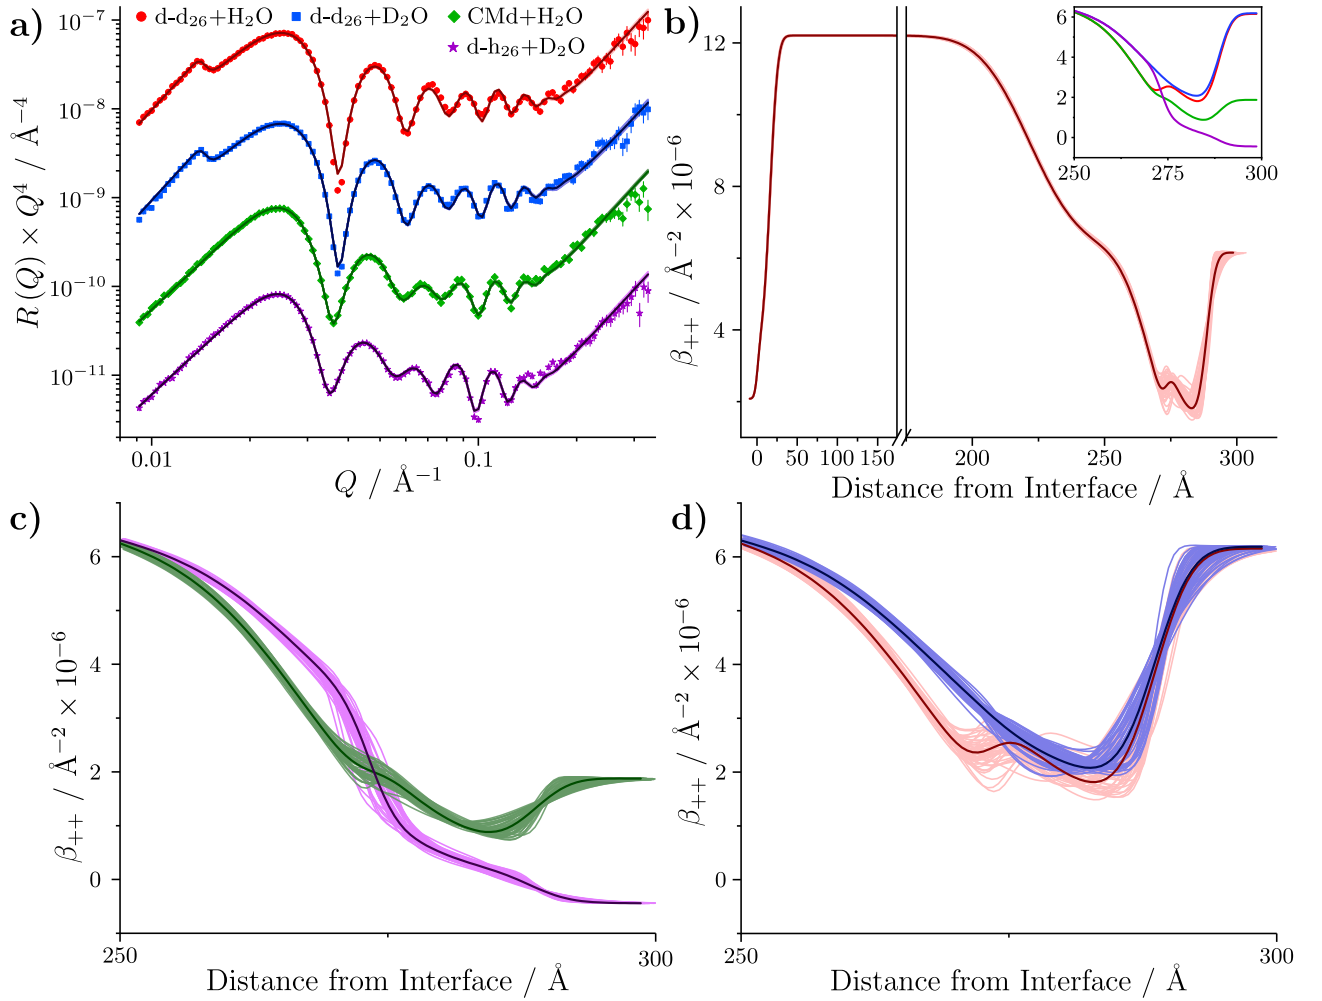 a)
d-d₂₆+H₂O
d-d₂₆+D₂O
CMd+H₂O
d-h₂₆+D₂O
10⁻⁷
10⁻⁸
10⁻⁹
10⁻¹⁰
10⁻¹¹
R(Q) × Q⁴ / Å⁻⁴
0.01
0.1
Q / Å⁻¹
b)
12
8
4
β₊₊ / Å⁻² × 10⁻⁶
0
50
100
150
200
250
300
Distance from Interface / Å
6
4
2
0
250
275
300
c)
6
4
2
0
β₊₊ / Å⁻² × 10⁻⁶
250
300
Distance from Interface / Å
d)
6
4
2
0
β₊₊ / Å⁻² × 10⁻⁶
250
300
Distance from Interface / Å